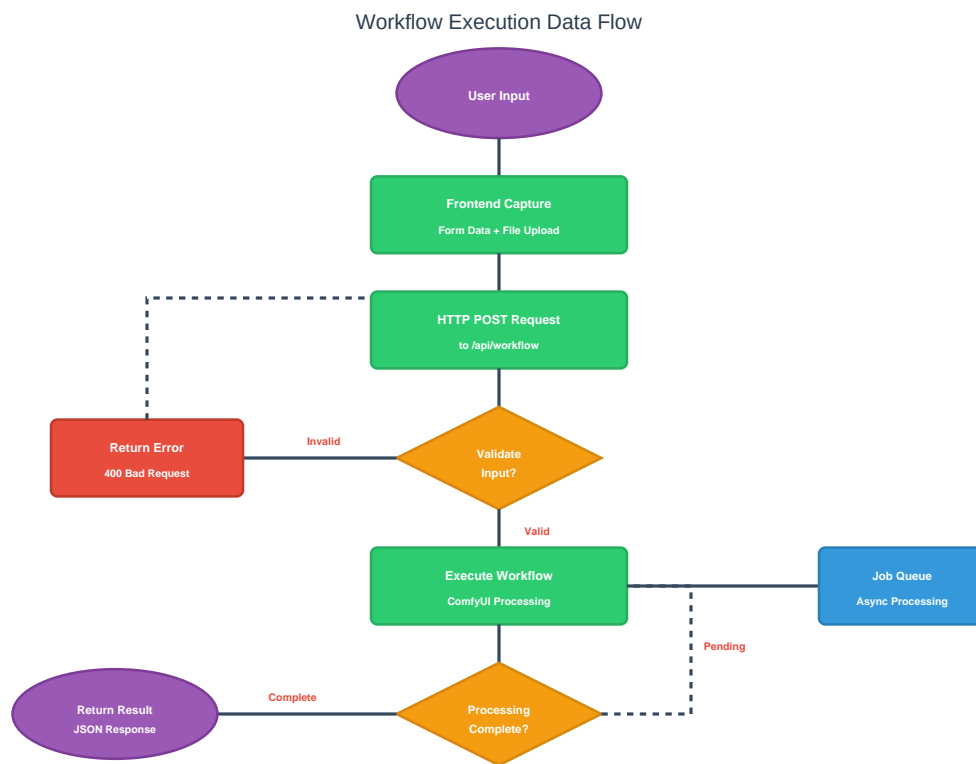 Workflow Execution Data Flow
User Input
Frontend Capture
Form Data + File Upload
HTTP POST Request
to /api/workflow
Return Error
400 Bad Request
Invalid
Validate
Input?
Valid
Execute Workflow
ComfyUI Processing
Job Queue
Async Processing
Pending
Return Result
JSON Response
Complete
Processing
Complete?